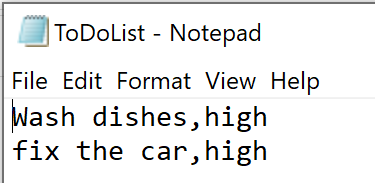 ToDoList - Notepad
File Edit Format View Help
Wash dishes,high
fix the car,high